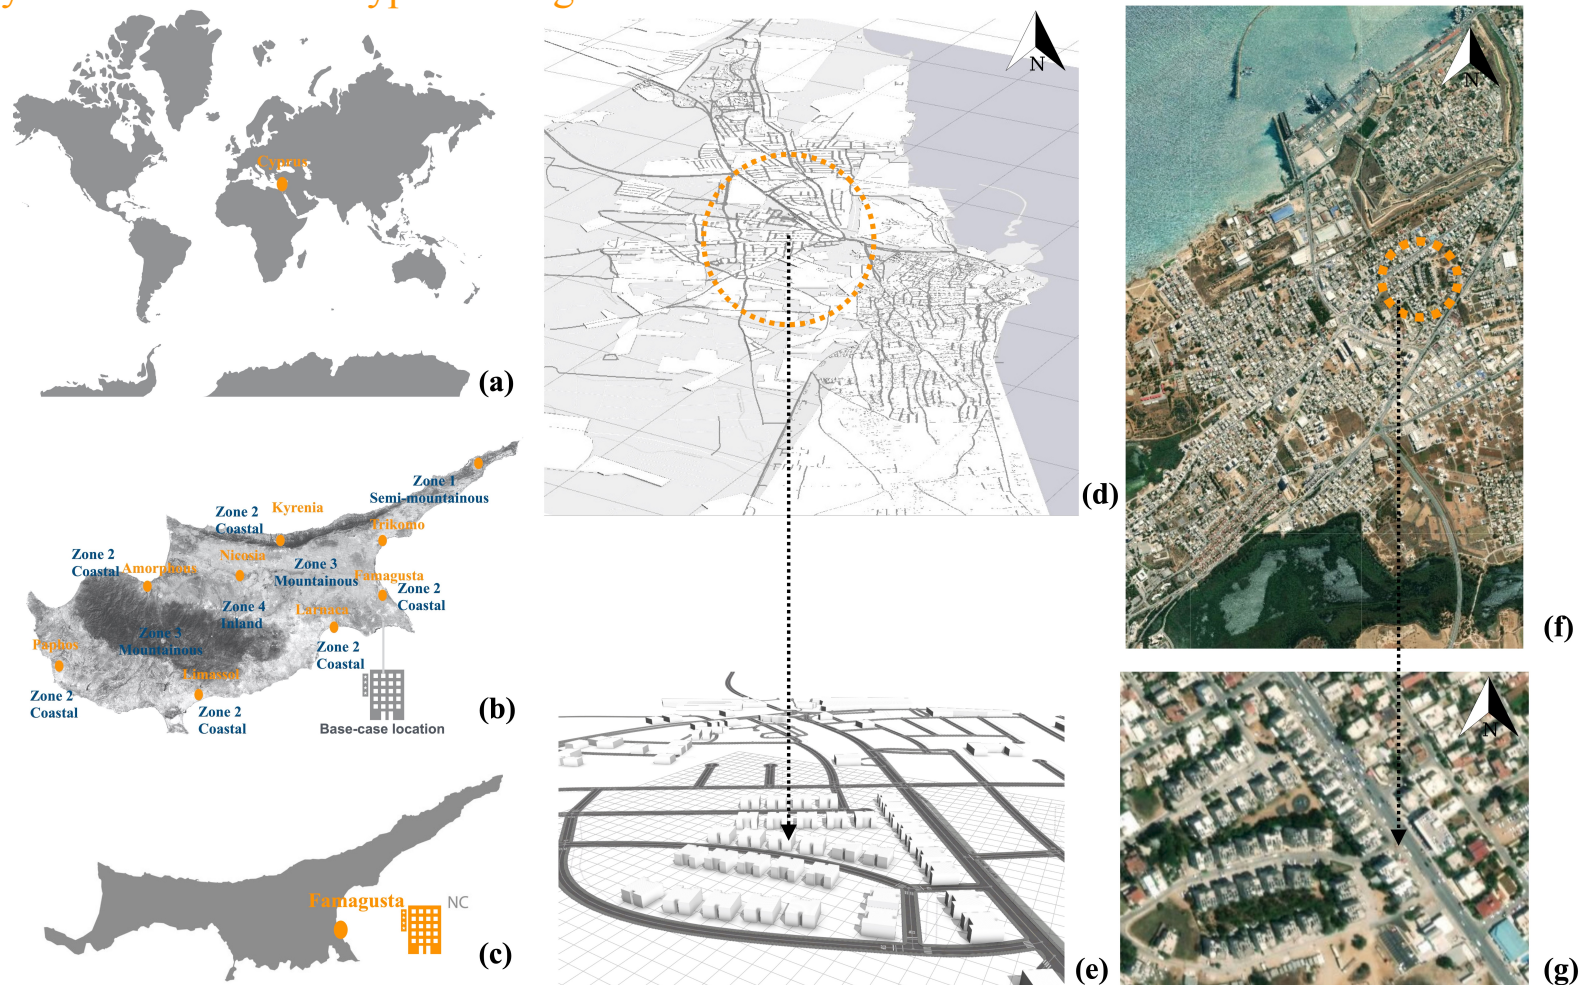 Cyprus
(a)
Zone 1
Semi-mountainous
Zone 2
Coastal
Kyrenia
Trikomo
Zone 2
Coastal
Amorphous
Nicosia
Zone 3
Mountainous
Famagusta
Zone 2
Coastal
Zone 4
Inland
Larnaca
Zone 3
Mountainous
Paphos
Zone 2
Coastal
Limassol
Zone 2
Coastal
Zone 2
Coastal
Base-case location
(b)
Famagusta
NC
(c)
N
(d)
(e)
N
(f)
N
(g)